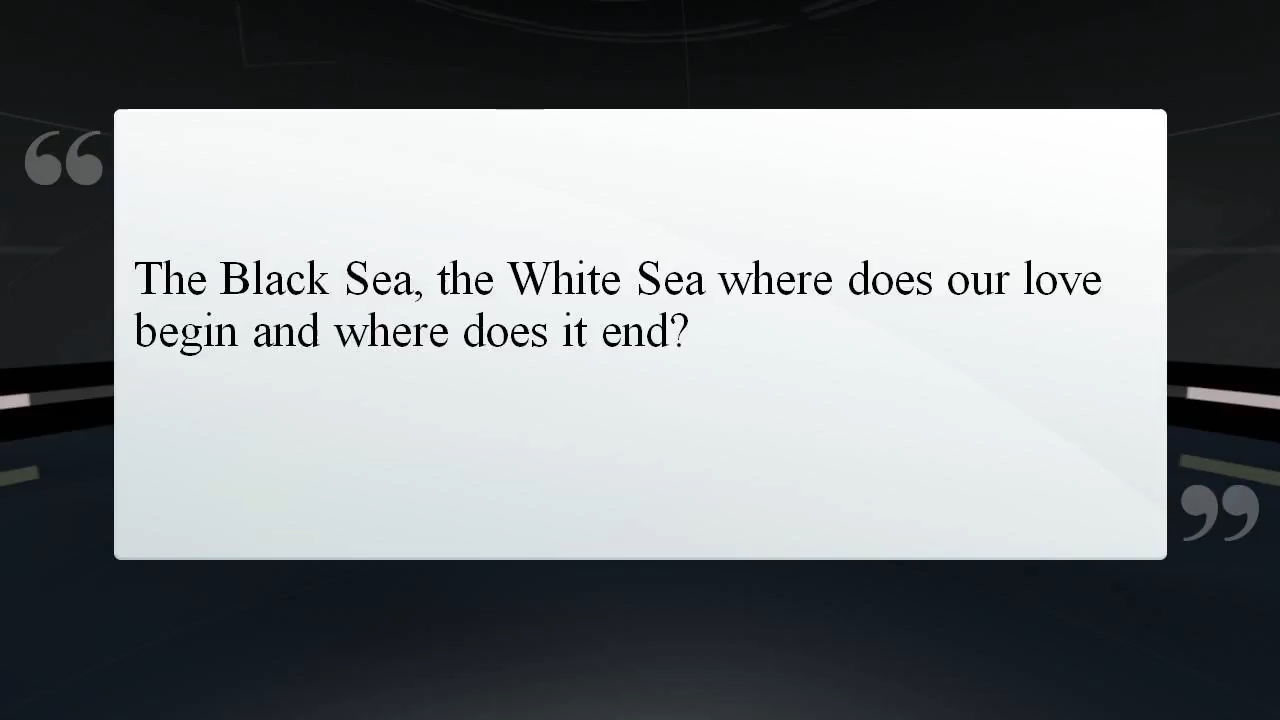 The Black Sea, the White Sea where does our love
begin and where does it end?